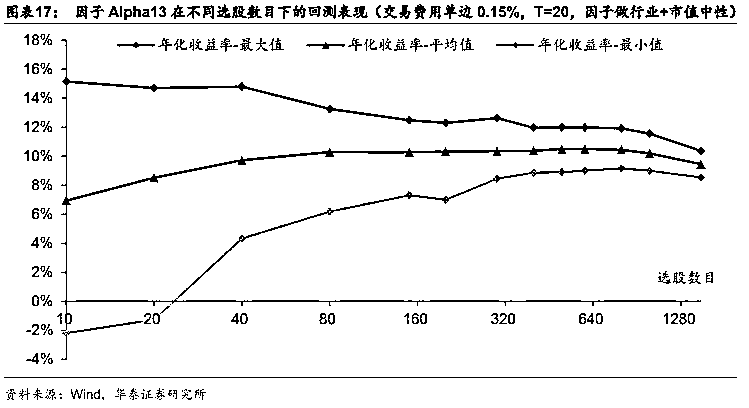 图表17： 因子Alpha13在不同选股数目下的回测表现（交易费用单边0.15%，T=20，因子做行业+市值中性）
18%
年化收益率-最大值 年化收益率-平均值 年化收益率-最小值
16%
14%
12%
10%
8%
6%
4%
2%
选股数目
0%
10 20 40 80 160 320 640 1280
-2%
-4%
资料来源：Wind，华泰证券研究所